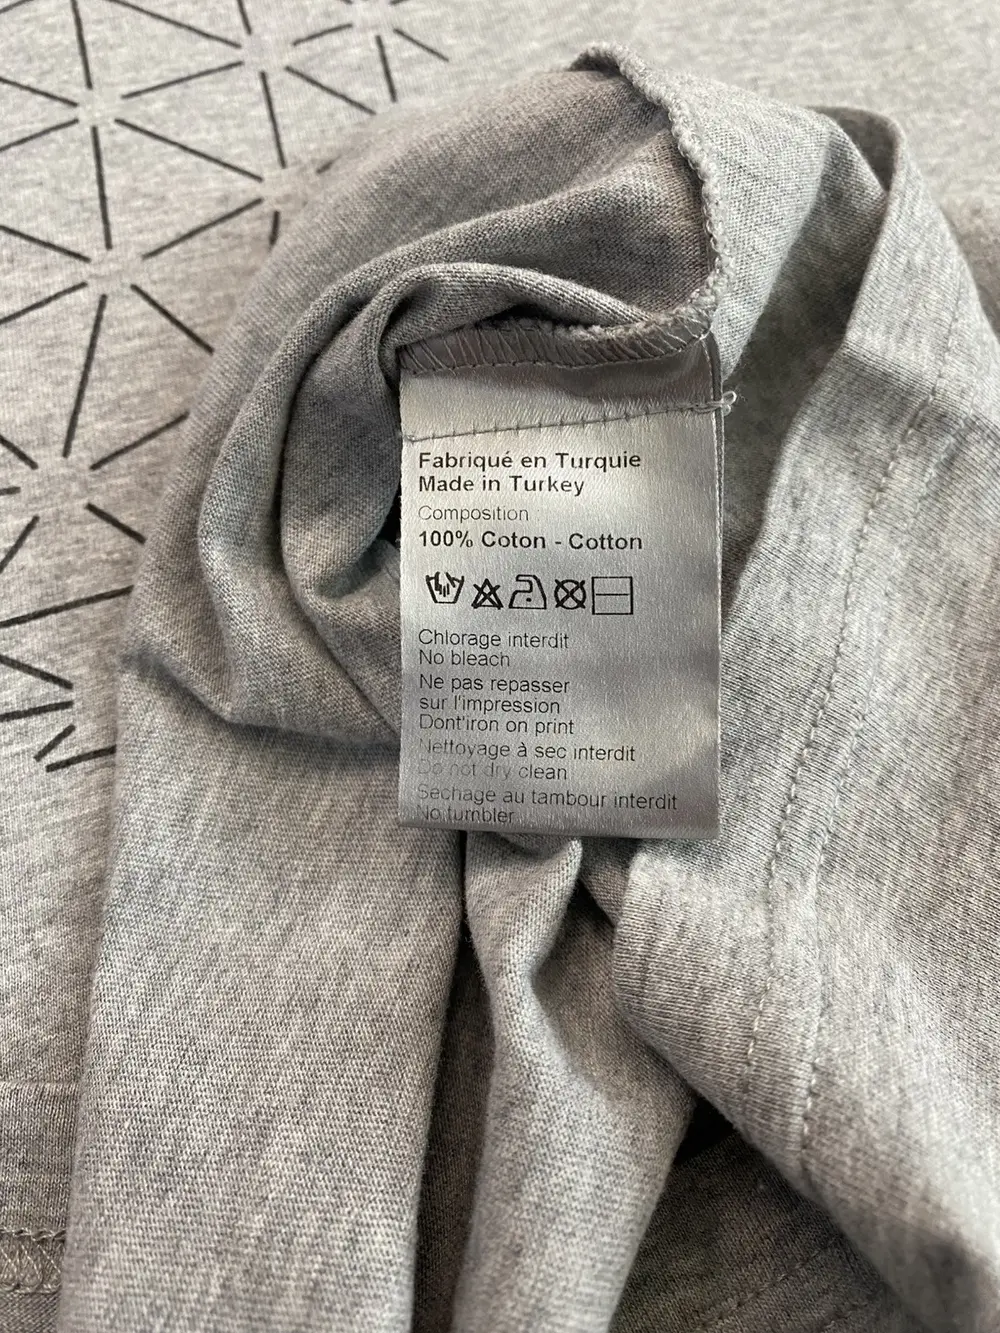 Fabriqué en Turquie
Made in Turkey
Composition
100% Coton - Cotton
Chlorage interdit
No bleach
Ne pas repasser
sur l'impression
Dont'iron on print
Nettoyage à sec interdit
Do not dry clean
Séchage au tambour interdit
No tumbler